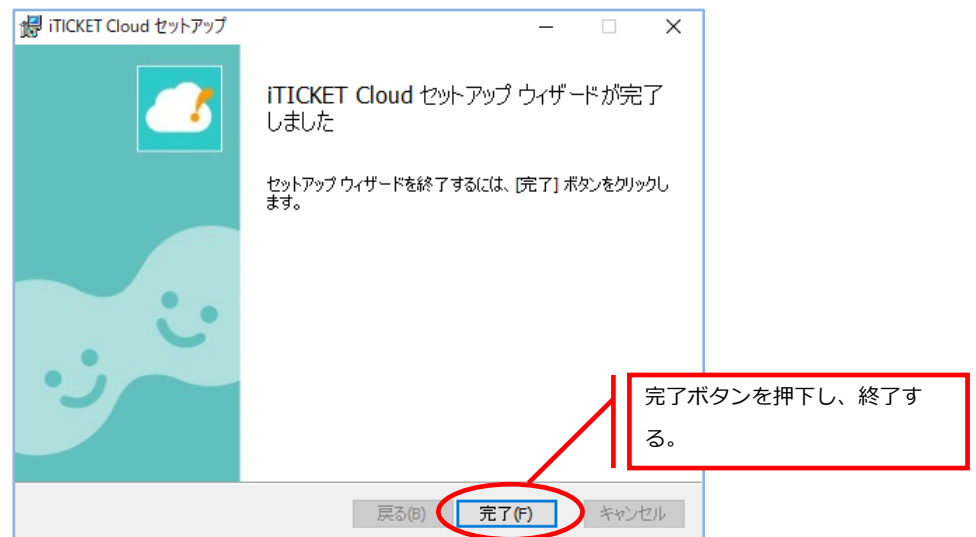 iTICKET Cloud セットアップ
iTICKET Cloud セットアップ ウィザードが完了
しました
セットアップ ウィザードを終了するには、[完了] ボタンをクリックし
ます。
完了ボタンを押下し、終了す
る。
戻る(B) 完了(F) キャンセル